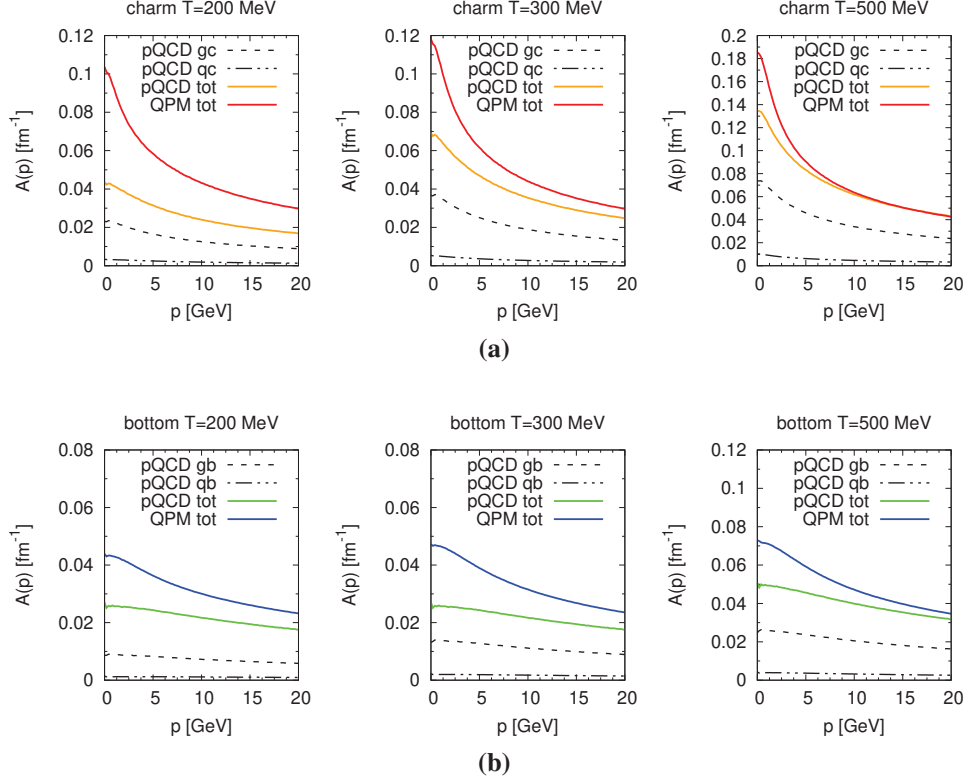 charm T=200 MeV charm T=300 MeV charm T=500 MeV
0.12 0.12 0.2
pQCD gc pQCD gc pQCD gc
0.18
0.1 pQCD qc 0.1 pQCD qc pQCD qc
pQCD tot pQCD tot 0.16 pQCD tot
QPM tot QPM tot 0.14 QPM tot
0.08 0.08
0.12
A(p) [fm-1] 0.06 A(p) [fm-1] 0.06 A(p) [fm-1] 0.1
0.08
0.04 0.04
0.06
0.02 0.02 0.04
0.02
0 0 0
0 5 10 15 20 0 5 10 15 20 0 5 10 15 20
p [GeV] p [GeV] p [GeV]
(a)
bottom T=200 MeV bottom T=300 MeV bottom T=500 MeV
0.08 0.08 0.12
pQCD gb pQCD gb pQCD gb
pQCD qb pQCD qb pQCD qb
0.1
pQCD tot pQCD tot pQCD tot
0.06 QPM tot 0.06 QPM tot QPM tot
0.08
A(p) [fm-1] 0.04 A(p) [fm-1] 0.04 A(p) [fm-1] 0.06
0.04
0.02 0.02
0.02
0 0 0
0 5 10 15 20 0 5 10 15 20 0 5 10 15 20
p [GeV] p [GeV] p [GeV]
(b)